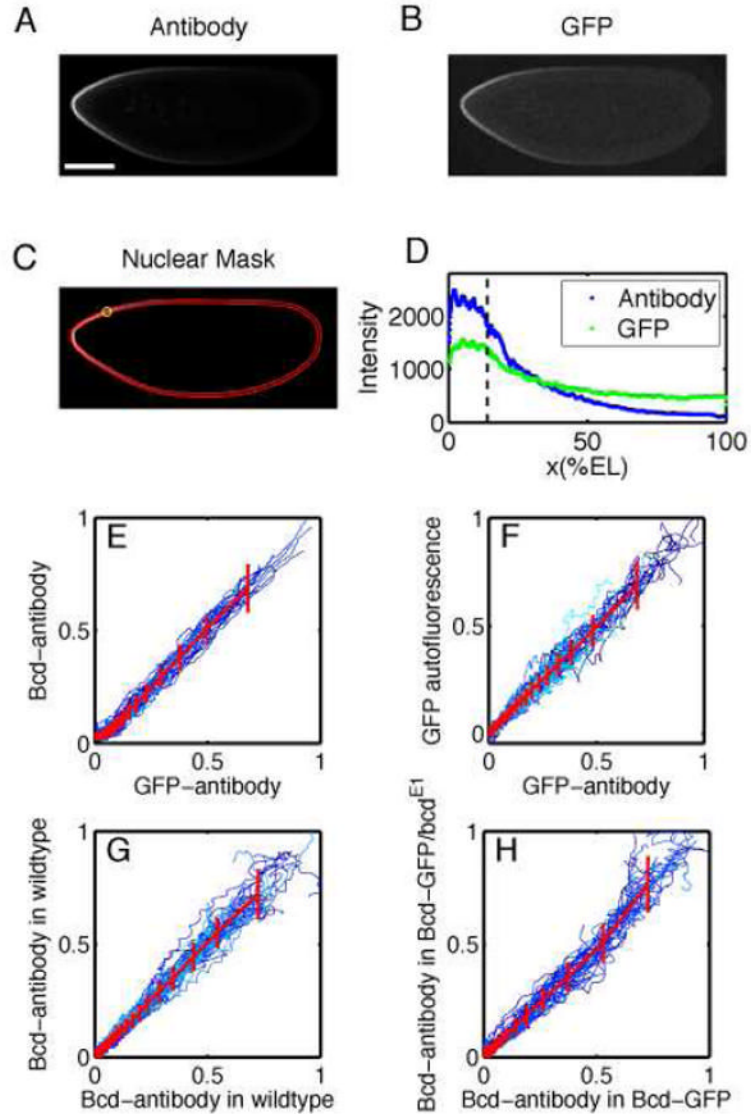 A
Antibody
B
GFP
C
Nuclear Mask
D
Intensity
2000
1000
0
Antibody
GFP
0
50
100
x(%EL)
E
Bcd-antibody
1
0.5
0
0
0.5
1
GFP-antibody
F
GFP autofluorescence
1
0.5
0
0
0.5
1
GFP-antibody
G
Bcd-antibody in wildtype
1
0.5
0
0
0.5
1
Bcd-antibody in wildtype
H
Bcd-antibody in Bcd-GFP/bcd^E1
1
0.5
0
0
0.5
1
Bcd-antibody in Bcd-GFP